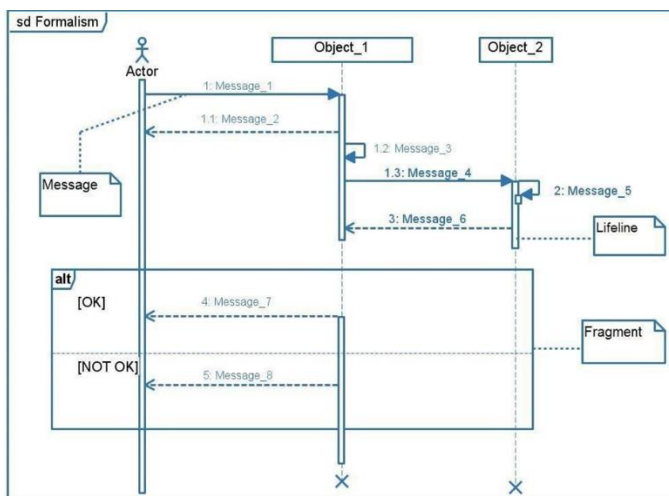 sd Formalism
Object_1
Object_2
Actor
1: Message_1
1.1: Message_2
1.2: Message_3
1.3: Message_4
Message
2: Message_5
3: Message_6
Lifeline
alt
[OK]
4: Message_7
Fragment
[NOT OK]
5: Message_8